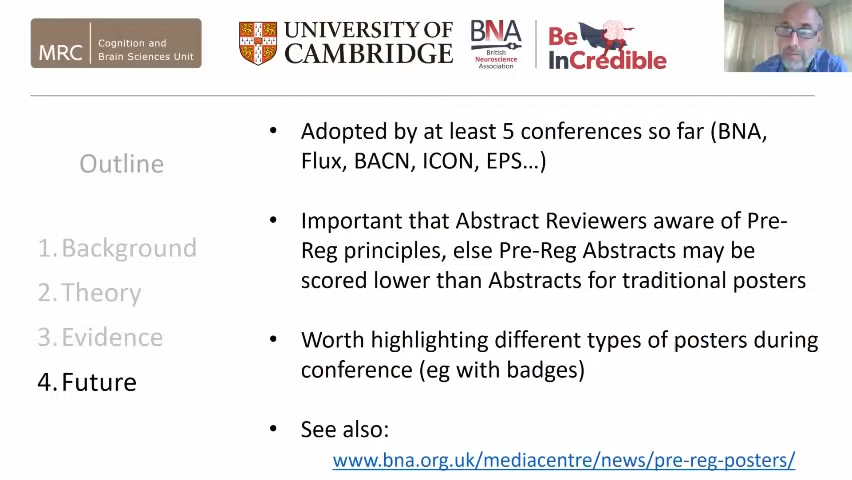 MRC
Cognition and
Brain Sciences Unit
UNIVERSITY OF
CAMBRIDGE
BNA
British
Neuroscience
Association
Be
InCredible
Outline
1. Background
2. Theory
3. Evidence
4. Future
• Adopted by at least 5 conferences so far (BNA,
Flux, BACN, ICON, EPS...)
• Important that Abstract Reviewers aware of Pre-
Reg principles, else Pre-Reg Abstracts may be
scored lower than Abstracts for traditional posters
• Worth highlighting different types of posters during
conference (eg with badges)
• See also:
www.bna.org.uk/mediacentre/news/pre-reg-posters/